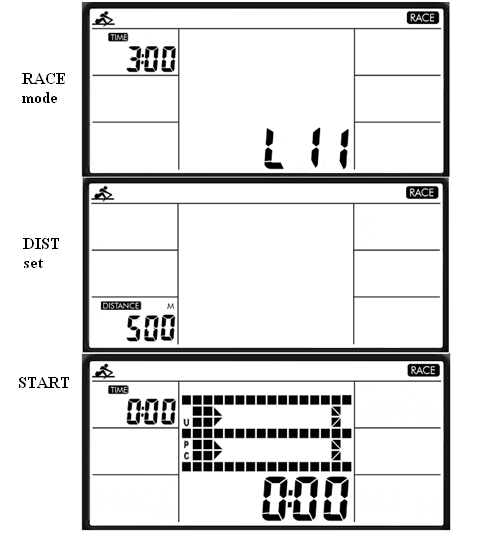 RACE
TIME
3:00
RACE
mode
L 11
RACE
DIST
set
DISTANCE M
500
START
RACE
TIME
0:00
U
P
C
0:00